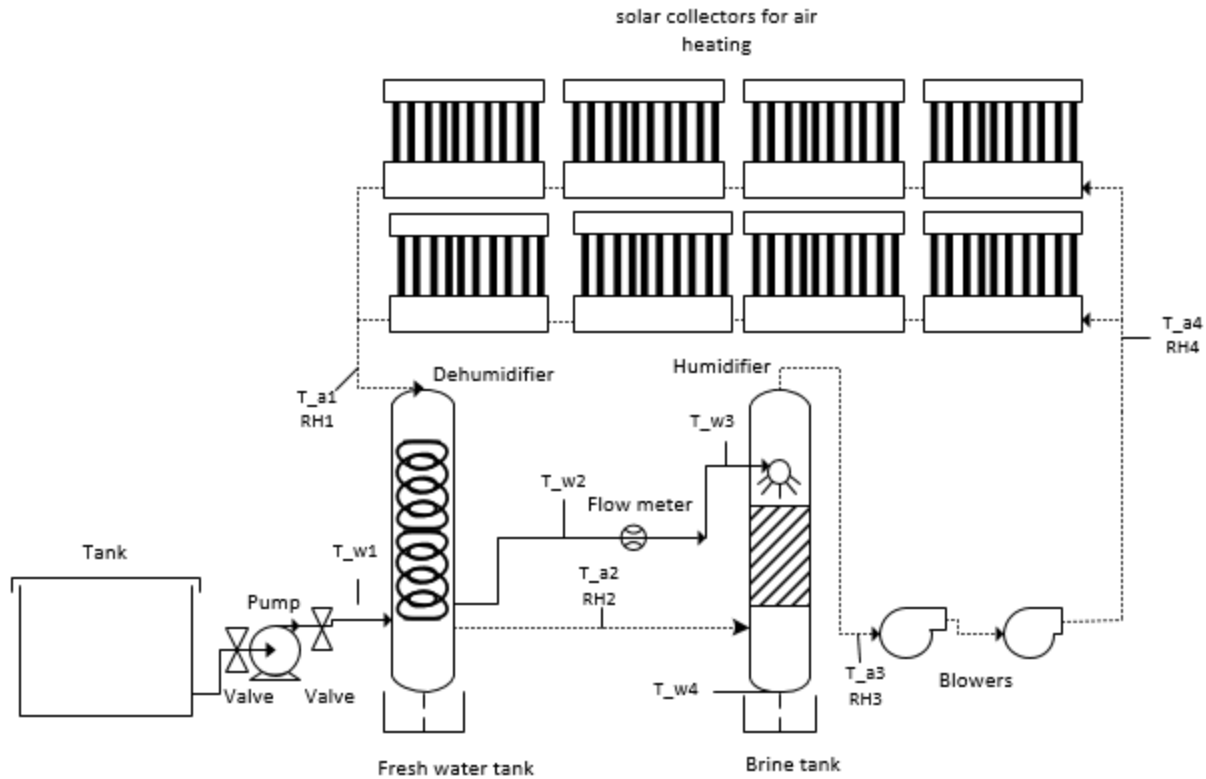 solar collectors for air
heating
T_a4
RH4
Dehumidifier
Humidifier
T_a1
RH1
T_w3
T_w2
Flow meter
Tank
T_w1
T_a2
RH2
Pump
Valve
Valve
T_w4
T_a3
RH3
Blowers
Fresh water tank
Brine tank